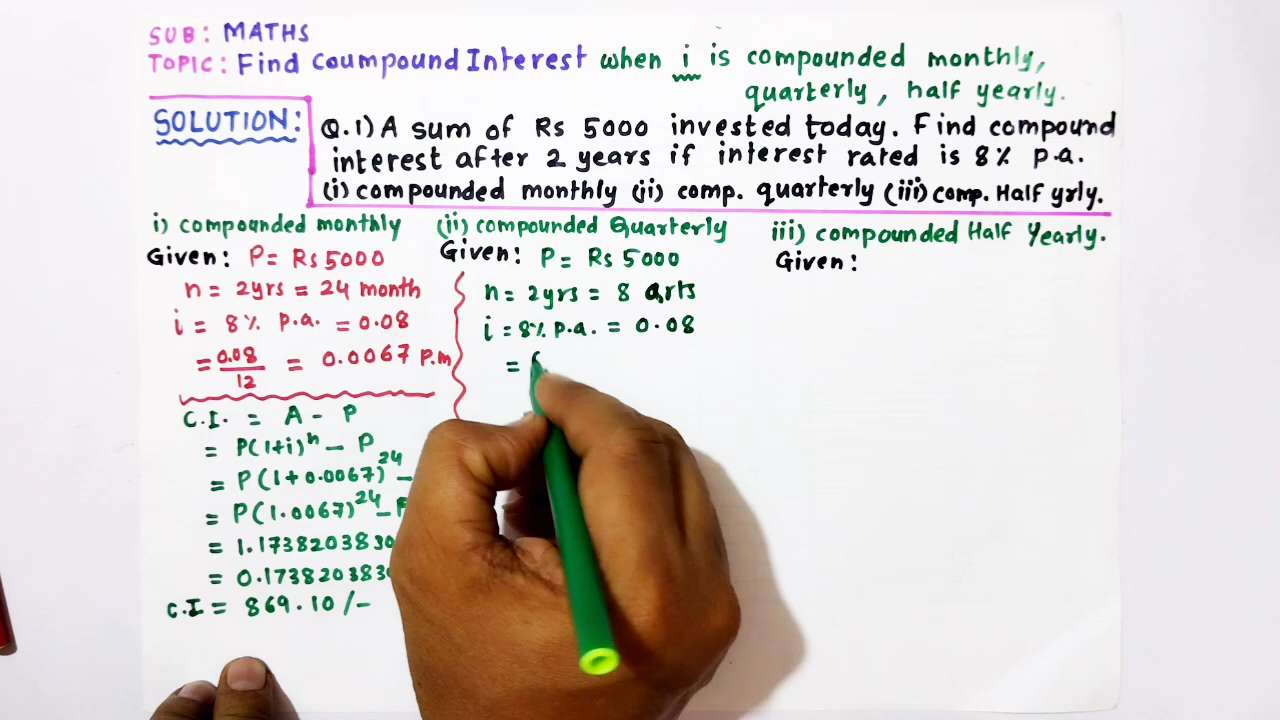 SUB: MATHS
TOPIC: Find Coumpound Interest when i is compounded monthly,
quarterly, half yearly.
SOLUTION:
Q.1) A sum of Rs 5000 invested today. Find compound
interest after 2 years if interest rated is 8% p.a.
(i) compounded monthly (ii) comp. quarterly (iii) comp. Half yrly.
i) compounded monthly
Given: P= Rs 5000
n = 2yrs = 24 month
i = 8% p.a. = 0.08
= 0.08/12 = 0.0067 p.m
C.I. = A - P
= P(1+i)^n - P
= P(1+0.0067)^24 -
= P(1.0067)^24 - P
= 1.1738203830
= 0.173820383
C.I = 869.10/-
(ii) compounded Quarterly
Given: P= Rs 5000
n= 2yrs = 8 Qrts
i = 8% p.a. = 0.08
=
iii) compounded Half Yearly.
Given: